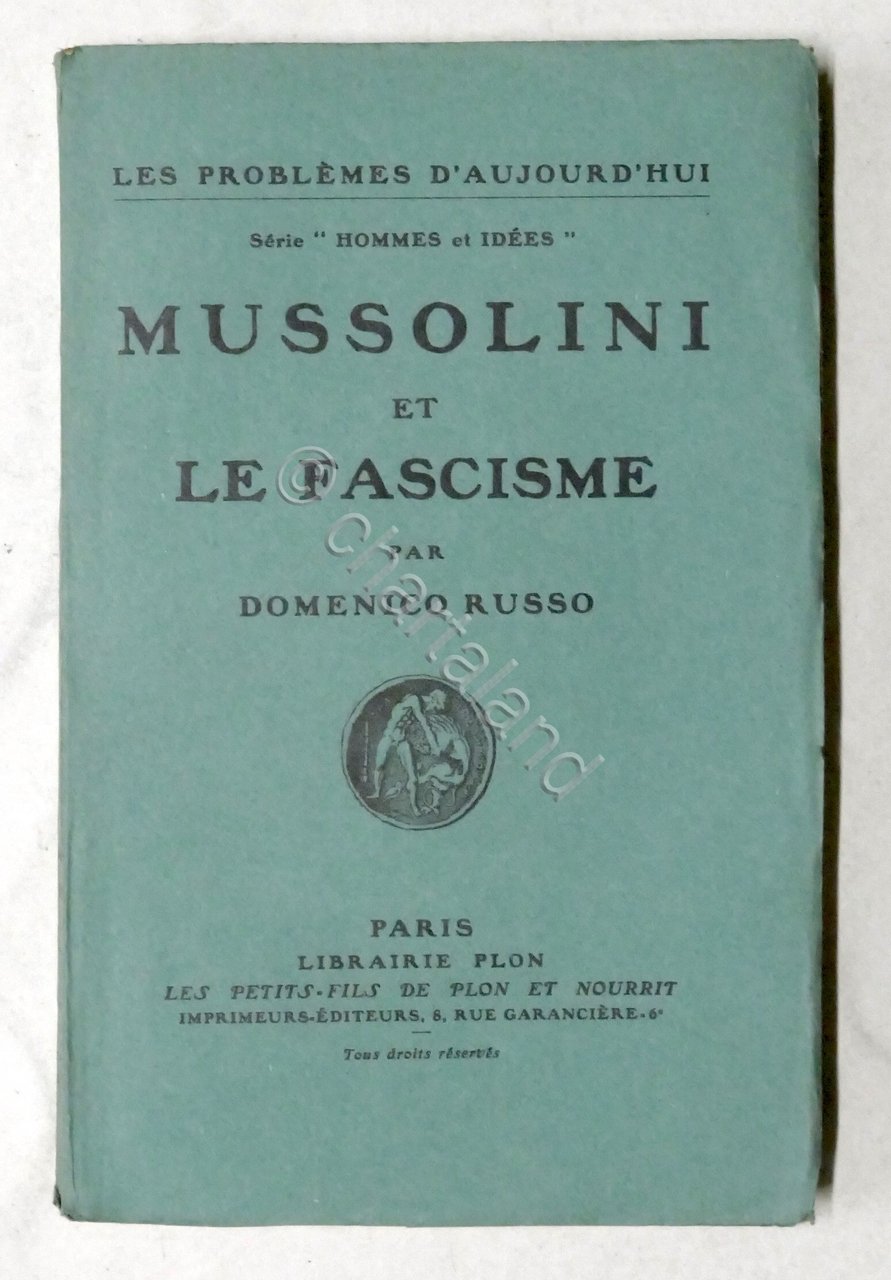 LES PROBLÈMES D'AUJOURD'HUI
Série " HOMMES et IDÉES "
MUSSOLINI
ET
LE FASCISME
PAR
DOMENICO RUSSO
© chartaland
PARIS
LIBRAIRIE PLON
LES PETITS-FILS DE PLON ET NOURRIT
IMPRIMEURS-ÉDITEURS, 8, RUE GARANCIÈRE-6e
Tous droits réservés